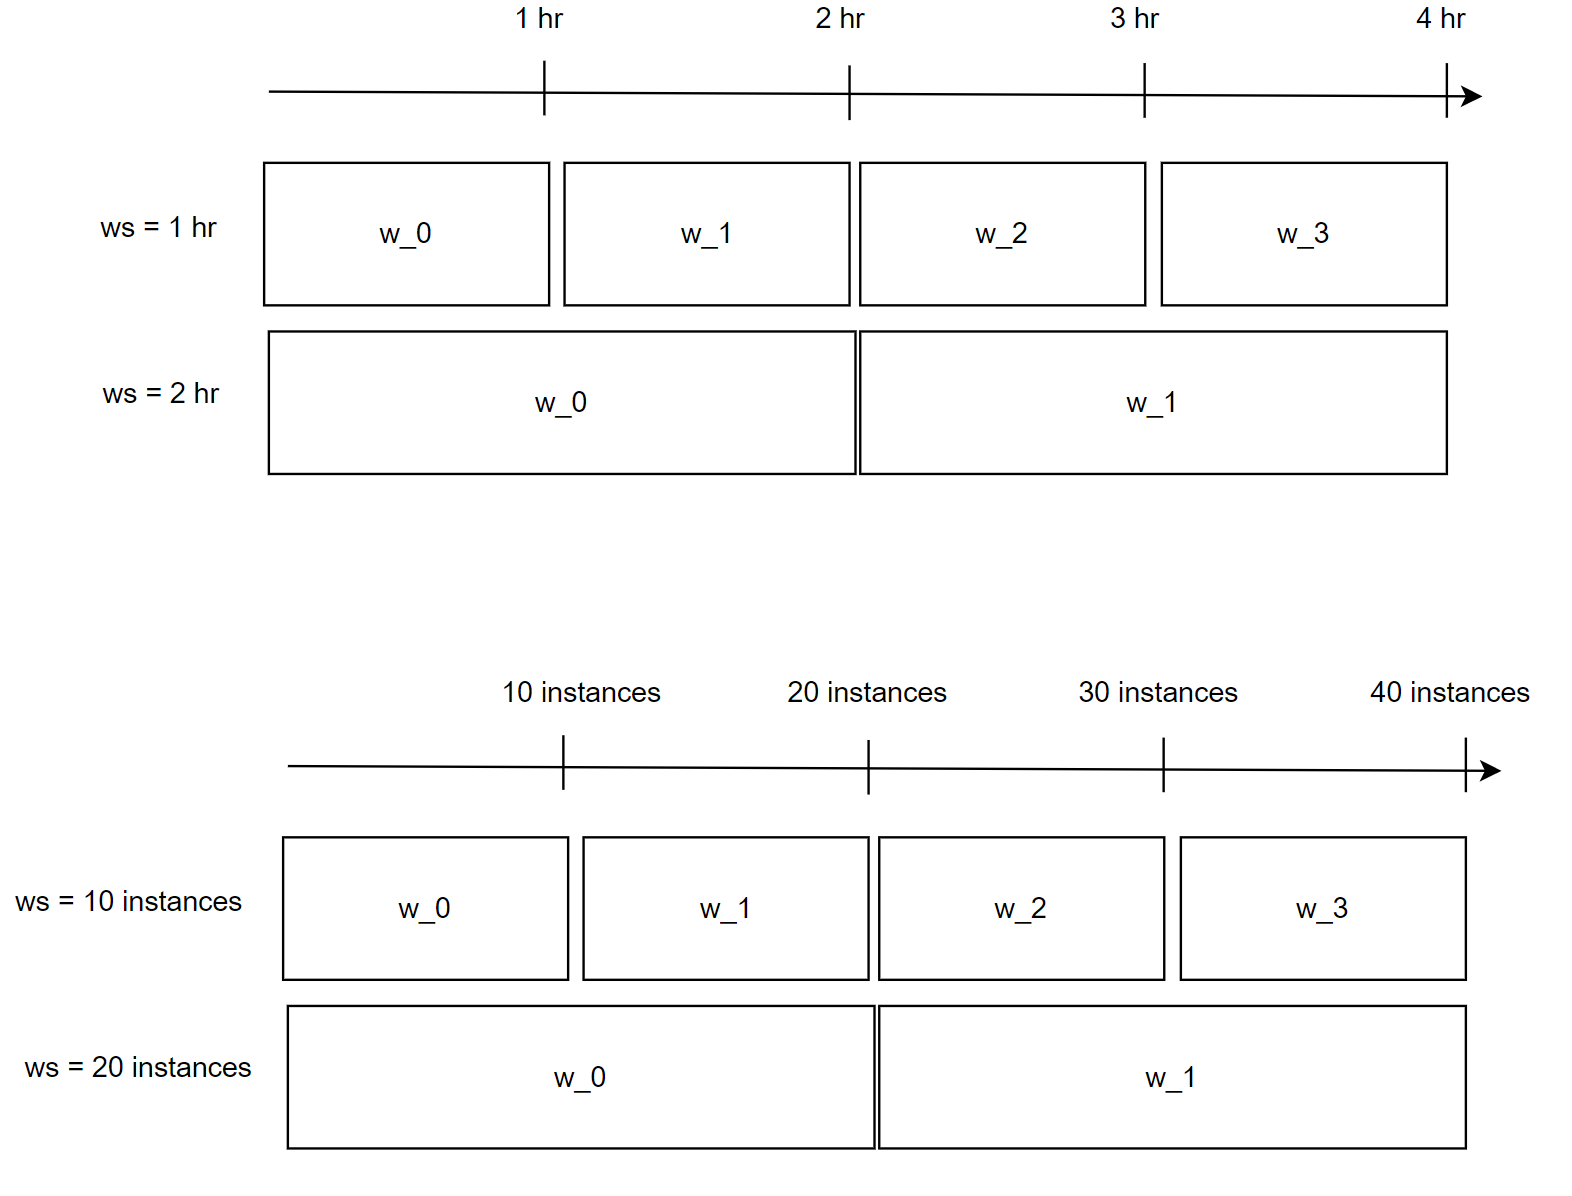 1 hr 2 hr 3 hr 4 hr
ws = 1 hr w_0 w_1 w_2 w_3
ws = 2 hr w_0 w_1
10 instances 20 instances 30 instances 40 instances
ws = 10 instances w_0 w_1 w_2 w_3
ws = 20 instances w_0 w_1